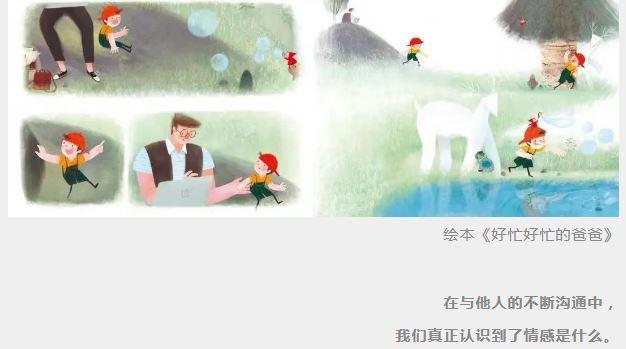 绘本《好忙好忙的爸爸》
在与他人的不断沟通中，
我们真正认识到了情感是什么。